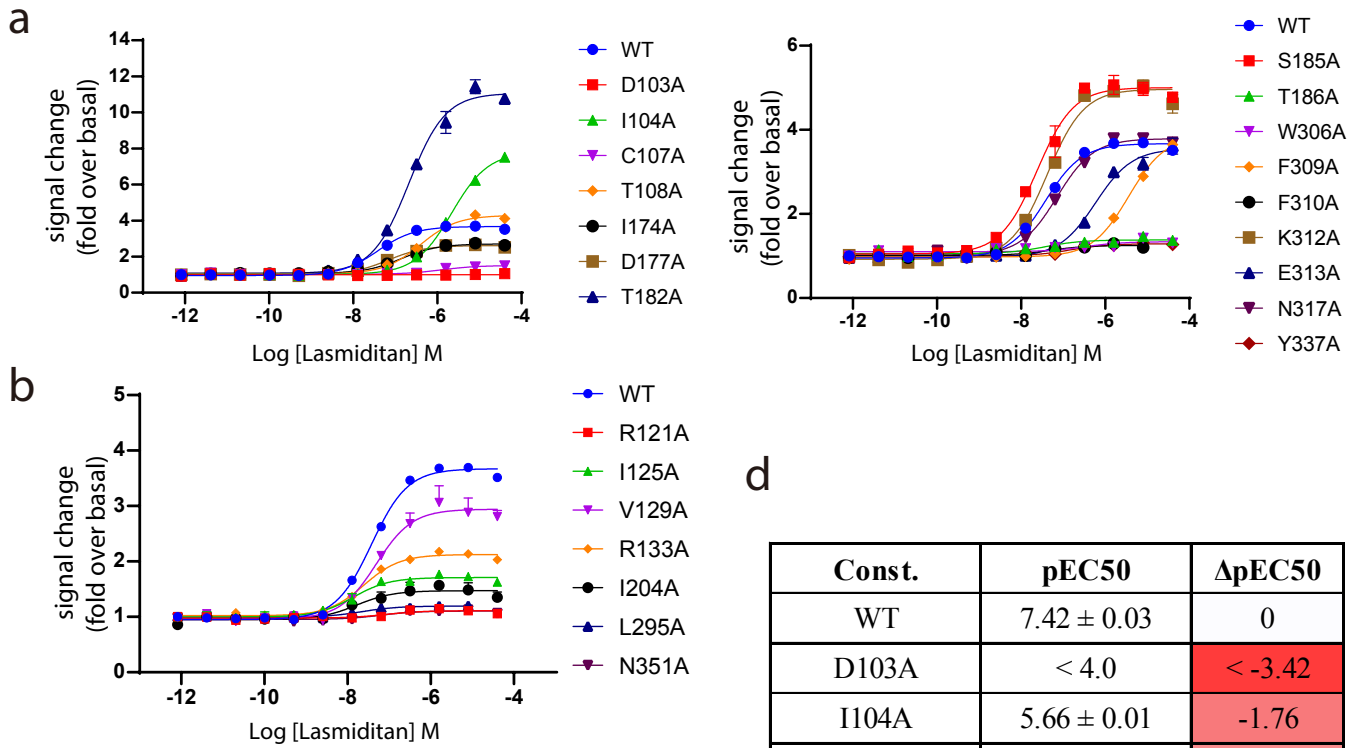 a
signal change
(fold over basal)
14
12
10
8
6
4
2
0
-12
-10
-8
-6
-4
Log [Lasmiditan] M
WT
D103A
I104A
C107A
T108A
I174A
D177A
T182A
signal change
(fold over basal)
6
4
2
0
-12
-10
-8
-6
-4
Log [Lasmiditan] M
WT
S185A
T186A
W306A
F309A
F310A
K312A
E313A
N317A
Y337A
b
signal change
(fold over basal)
5
4
3
2
1
0
-12
-10
-8
-6
-4
Log [Lasmiditan] M
WT
R121A
I125A
V129A
R133A
I204A
L295A
N351A
d
Const. pEC50 ΔpEC50
WT 7.42 ± 0.03 0
D103A < 4.0 < -3.42
I104A 5.66 ± 0.01 -1.76